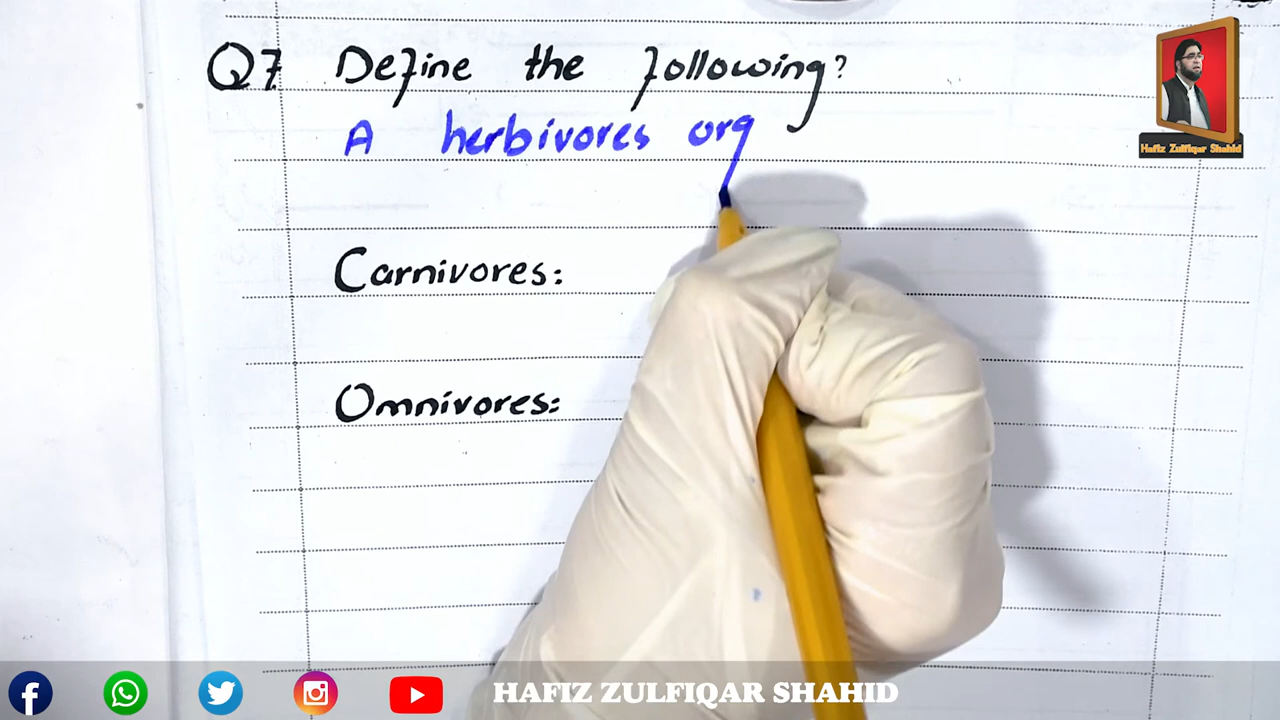 Q7 Define the following?
A herbivores org
Carnivores:
Omnivores:
Hafiz Zulfiqar Shahid
HAFIZ ZULFIQAR SHAHID